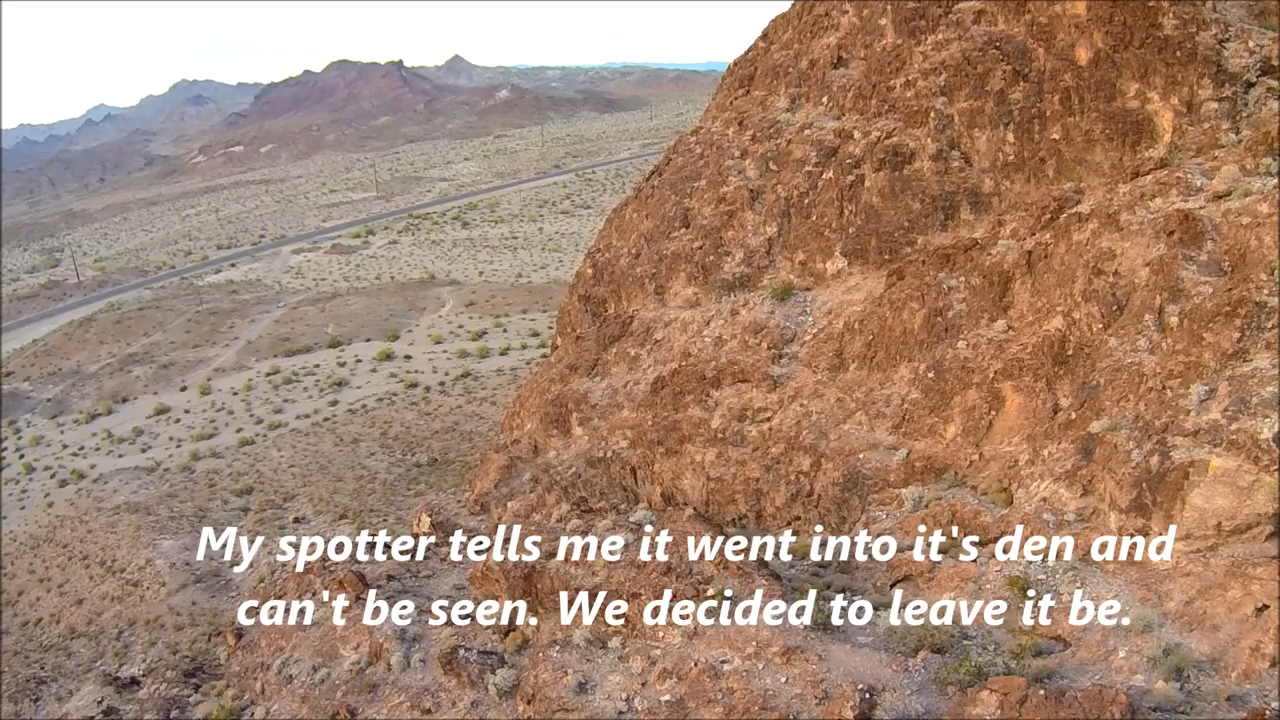 My spotter tells me it went into it's den and
can't be seen. We decided to leave it be.